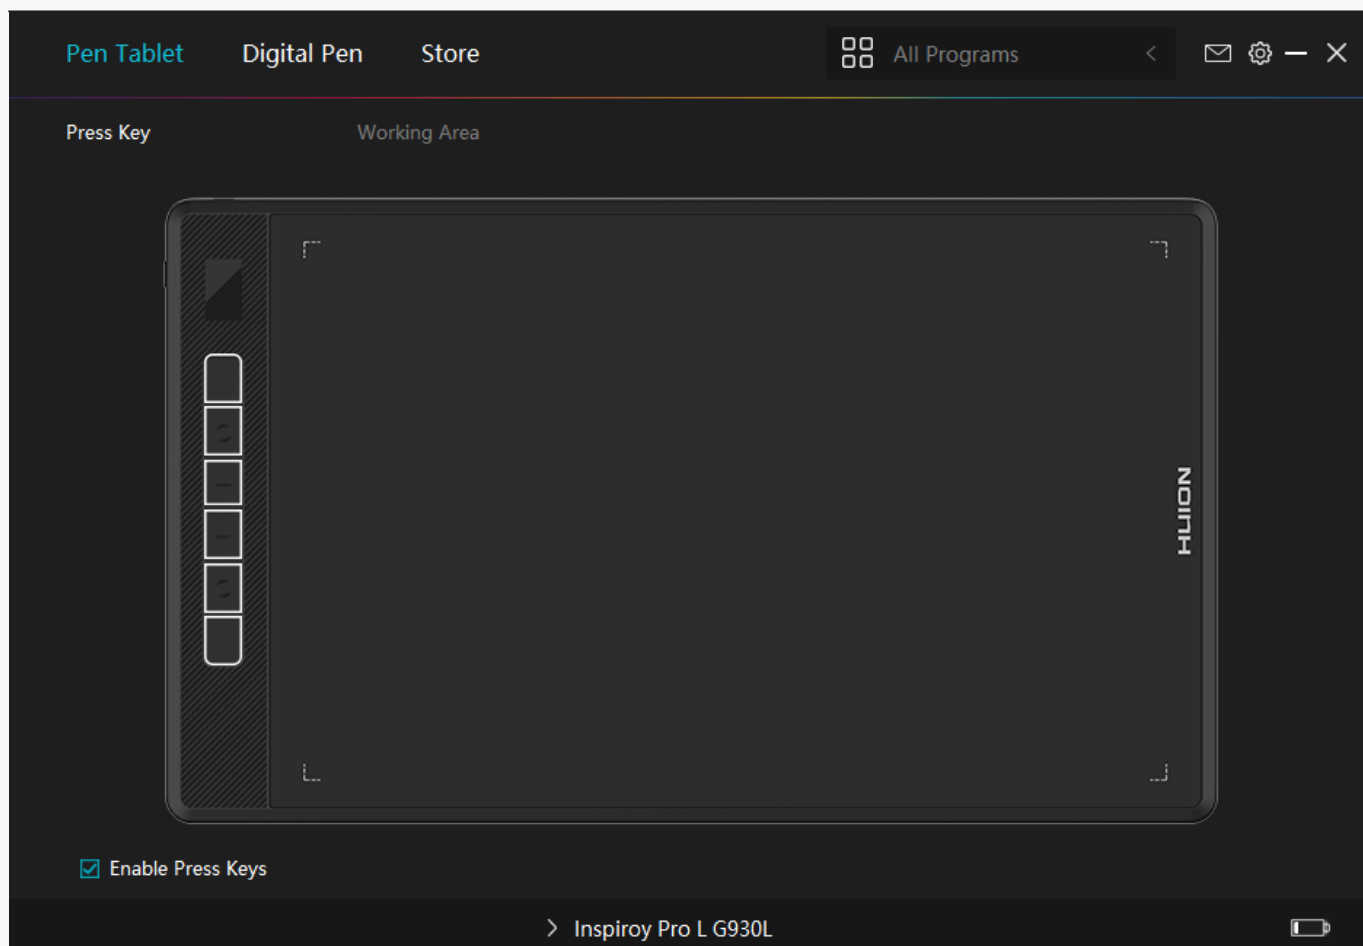 Pen Tablet Digital Pen Store All Programs
Press Key Working Area
HUION
Enable Press Keys
Inspiroy Pro L G930L